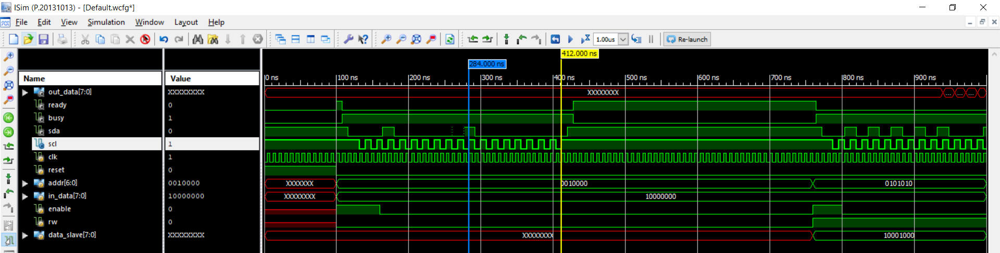 ISim (P.20131013) - [Default.wcfg*]
File Edit View Simulation Window Layout Help
1.00us Re-launch
412.000 ns
284.000 ns
Name Value
0 ns 100 ns 200 ns 300 ns 400 ns 500 ns 600 ns 700 ns 800 ns 900 ns
out_data[7:0] XXXXXXXX XXXXXXXX ... ... ...
ready 0
busy 1
sda 0
scl 1
clk 1
reset 0
addr[6:0] 0010000 XXXXXXX 0010000 0101010
in_data[7:0] 10000000 XXXXXXXX 10000000
enable 0
rw 0
data_slave[7:0] XXXXXXXX XXXXXXXX 10001000